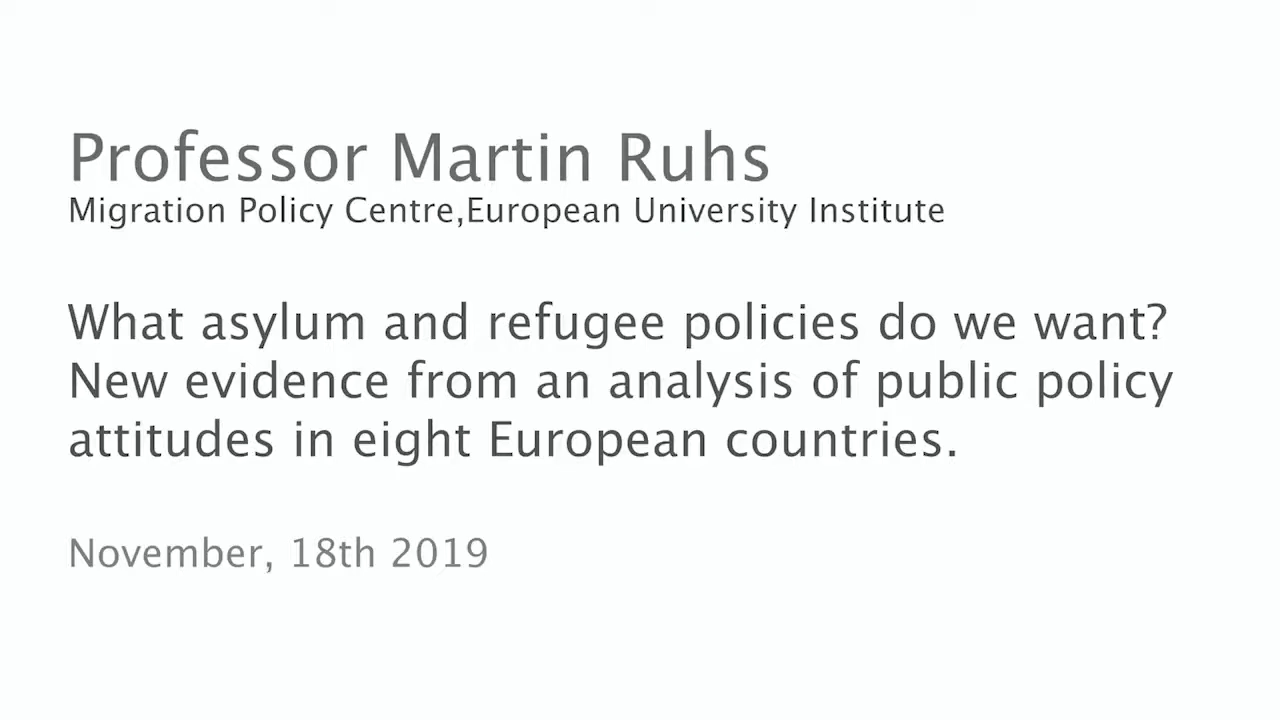 Professor Martin Ruhs
Migration Policy Centre,European University Institute
What asylum and refugee policies do we want?
New evidence from an analysis of public policy
attitudes in eight European countries.
November, 18th 2019